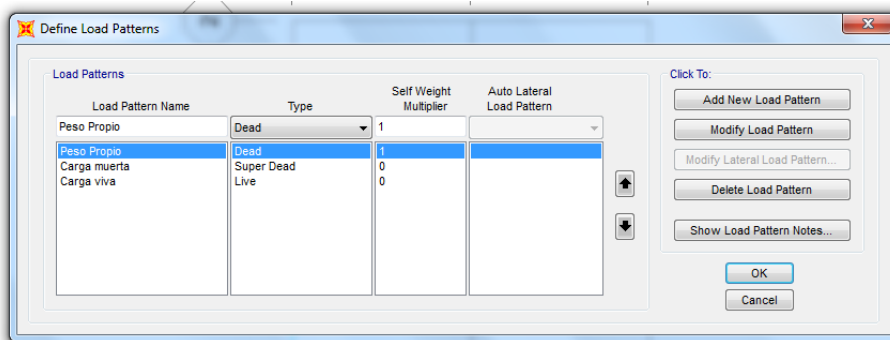 Define Load Patterns
Load Patterns
Click To:
Load Pattern Name
Type
Self Weight
Multiplier
Auto Lateral
Load Pattern
Peso Propio
Dead
1
Peso Propio
Dead
1
Carga muerta
Super Dead
0
Carga viva
Live
0
Add New Load Pattern
Modify Load Pattern
Modify Lateral Load Pattern...
Delete Load Pattern
Show Load Pattern Notes...
OK
Cancel